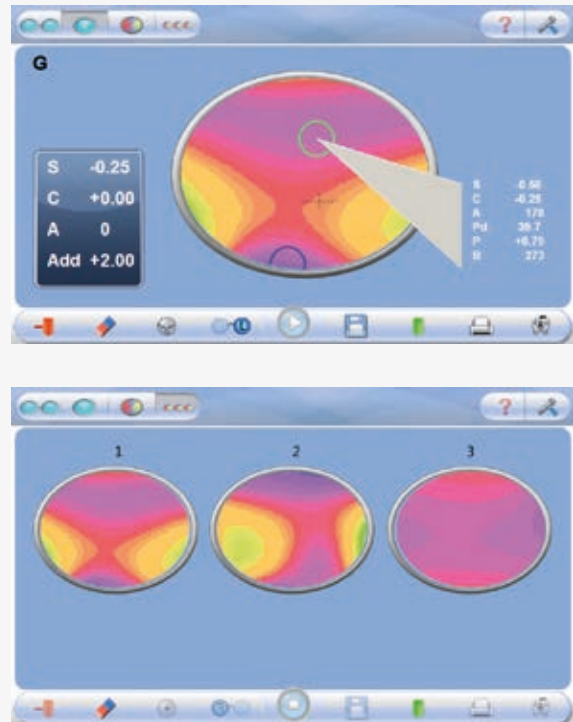 ?
G
S -0.25
C +0.00
A 0
Add +2.00
S -0.50
C -0.25
A 178
Pd 39.7
P +0.75
B 273
L
?
1 2 3